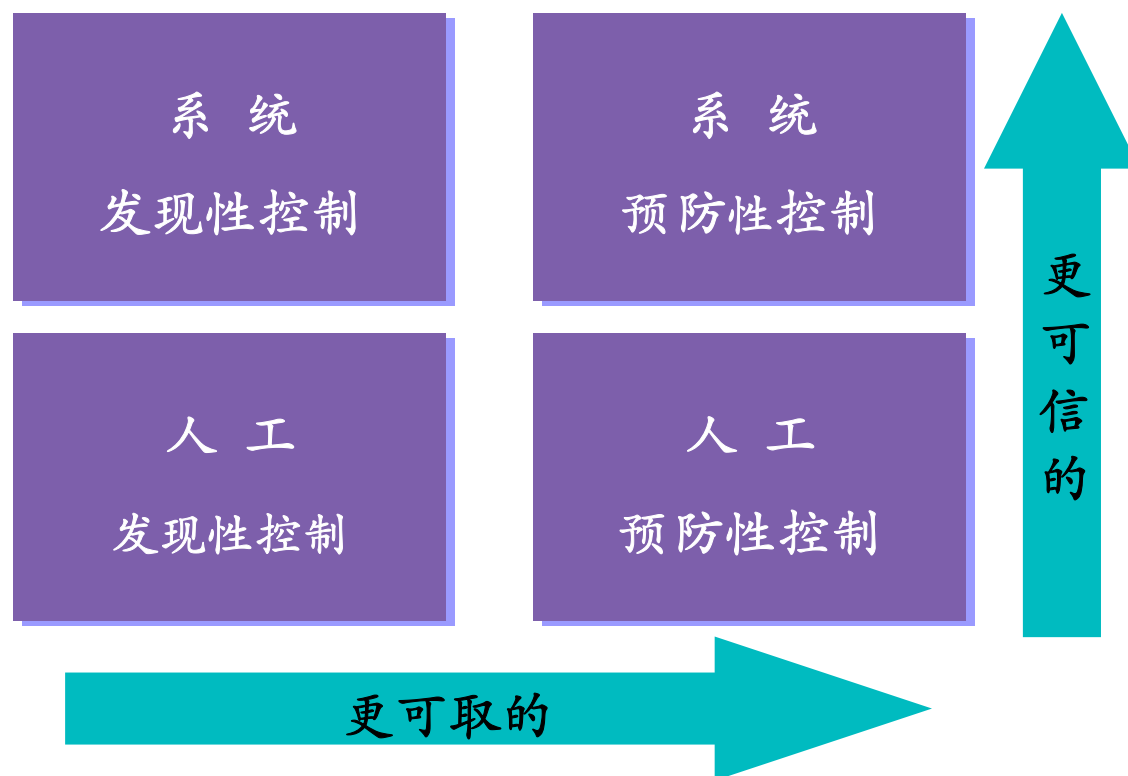 系 统
发现性控制
系 统
预防性控制
人 工
发现性控制
人 工
预防性控制
更可信的
更可取的